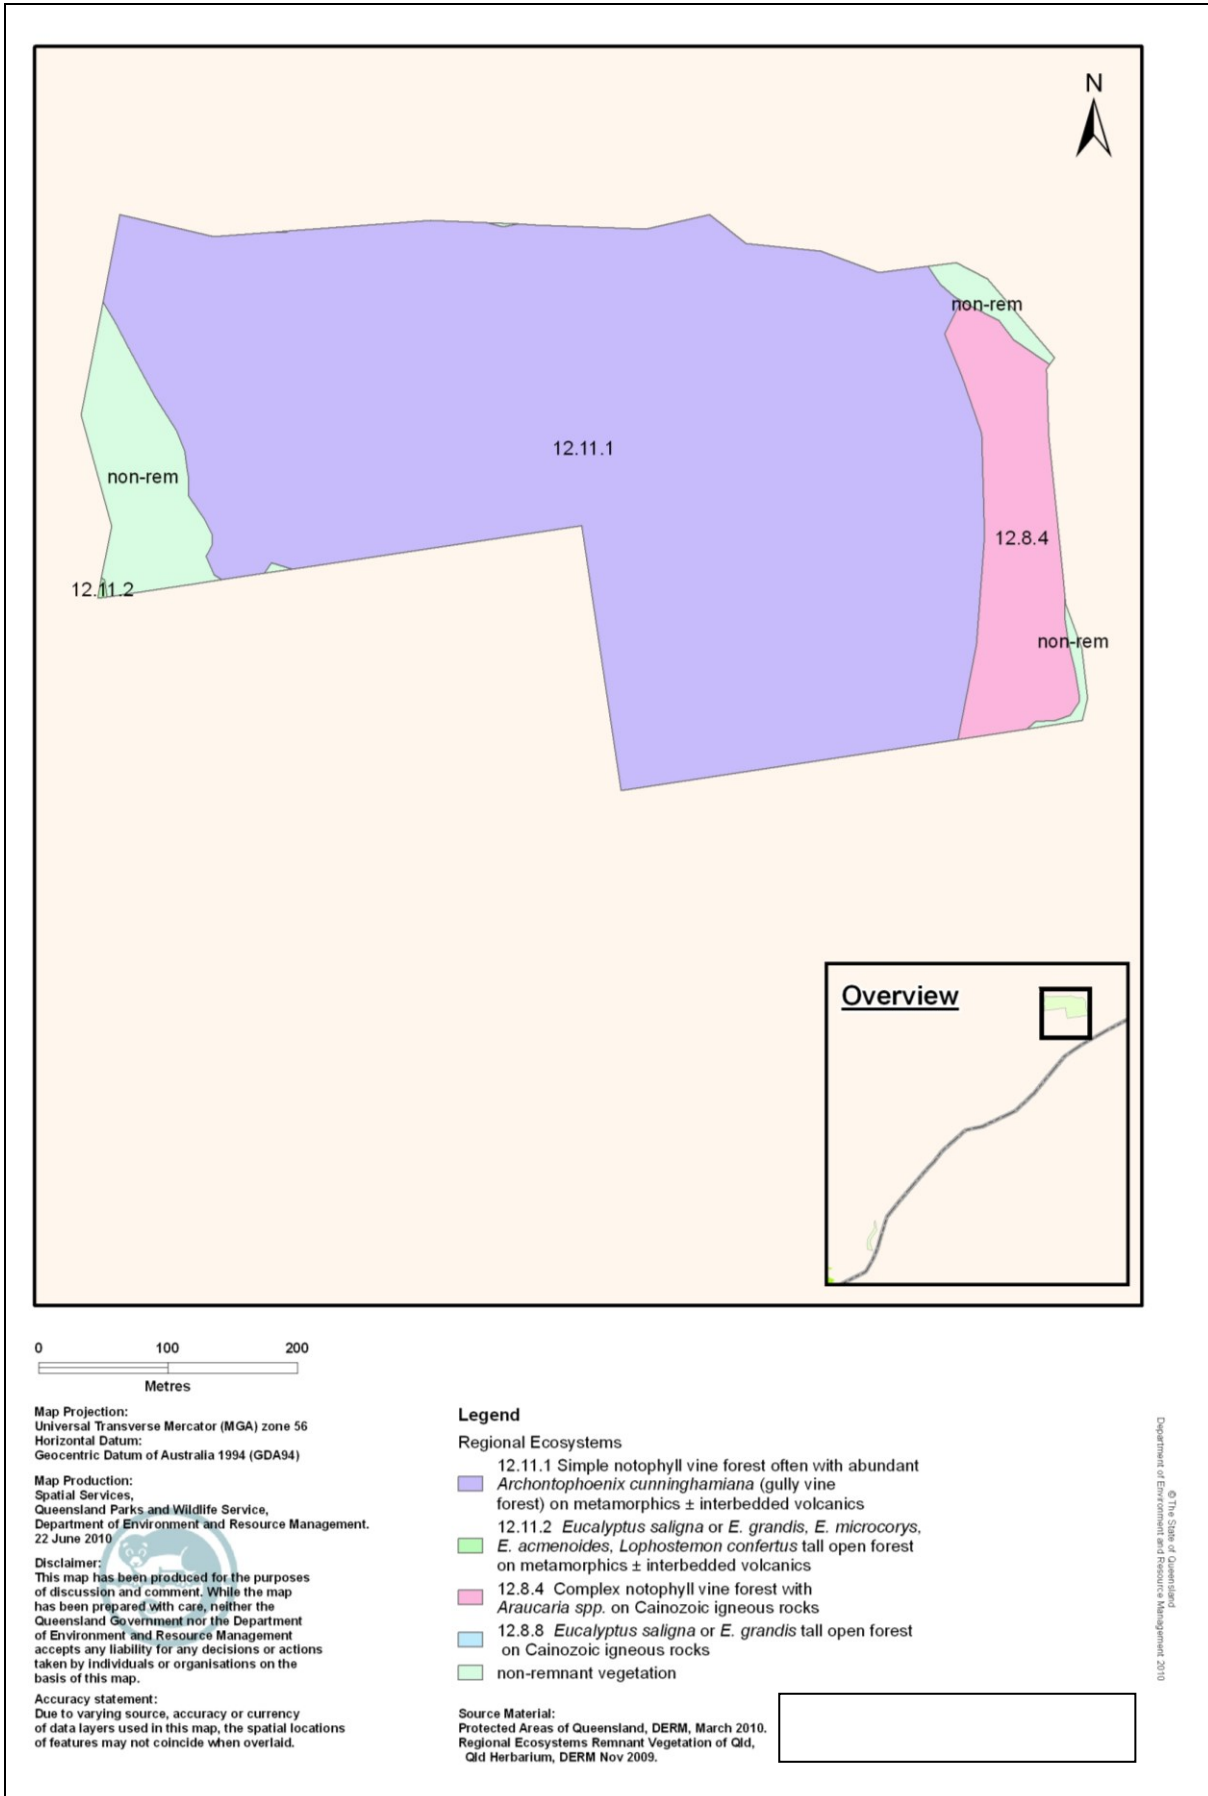 N
non-rem
12.11.1
non-rem
12.8.4
12.11.2
non-rem
Overview
0 100 200
Metres
Map Projection:
Universal Transverse Mercator (MGA) zone 56
Horizontal Datum:
Geocentric Datum of Australia 1994 (GDA94)
Map Production:
Spatial Services,
Queensland Parks and Wildlife Service,
Department of Environment and Resource Management.
22 June 2010
Disclaimer:
This map has been produced for the purposes
of discussion and comment. While the map
has been prepared with care, neither the
Queensland Government nor the Department
of Environment and Resource Management
accepts any liability for any decisions or actions
taken by individuals or organisations on the
basis of this map.
Accuracy statement:
Due to varying source, accuracy or currency
of data layers used in this map, the spatial locations
of features may not coincide when overlaid.
Legend
Regional Ecosystems
12.11.1 Simple notophyll vine forest often with abundant
Archontophoenix cunninghamiana (gully vine
forest) on metamorphics ± interbedded volcanics
12.11.2 Eucalyptus saligna or E. grandis, E. microcorys,
E. acmenoides, Lophostemon confertus tall open forest
on metamorphics ± interbedded volcanics
12.8.4 Complex notophyll vine forest with
Araucaria spp. on Cainozoic igneous rocks
12.8.8 Eucalyptus saligna or E. grandis tall open forest
on Cainozoic igneous rocks
non-remnant vegetation
Source Material:
Protected Areas of Queensland, DERM, March 2010.
Regional Ecosystems Remnant Vegetation of Qld,
Qld Herbarium, DERM Nov 2009.
© The State of Queensland
Department of Environment and Resource Management 2010